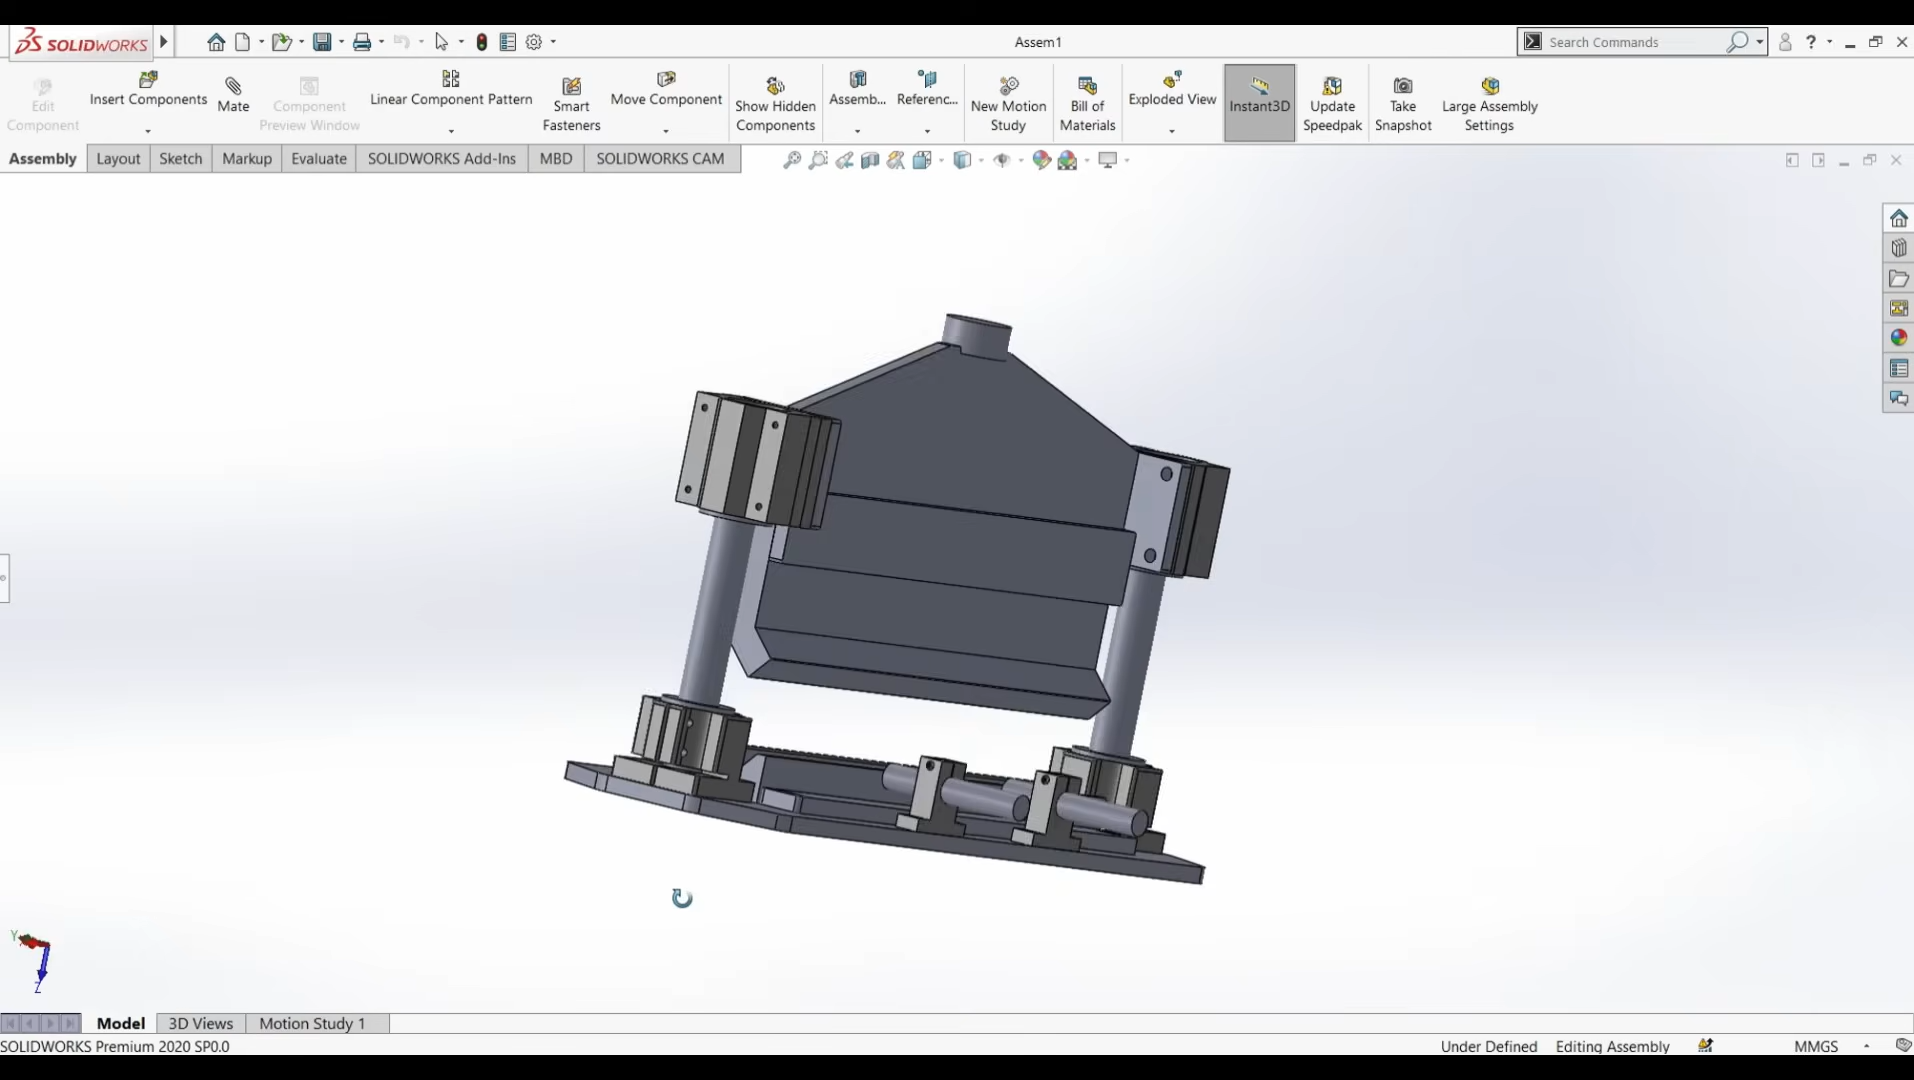 SOLIDWORKS
Assem1
Search Commands
?
Edit
Component
Insert Components
Mate
Component
Preview Window
Linear Component Pattern
Smart
Fasteners
Move Component
Show Hidden
Components
Assemb...
Referenc...
New Motion
Study
Bill of
Materials
Exploded View
Instant3D
Update
Speedpak
Take
Snapshot
Large Assembly
Settings
Assembly
Layout
Sketch
Markup
Evaluate
SOLIDWORKS Add-Ins
MBD
SOLIDWORKS CAM
Y
Z
Model
3D Views
Motion Study 1
SOLIDWORKS Premium 2020 SP0.0
Under Defined
Editing Assembly
MMGS